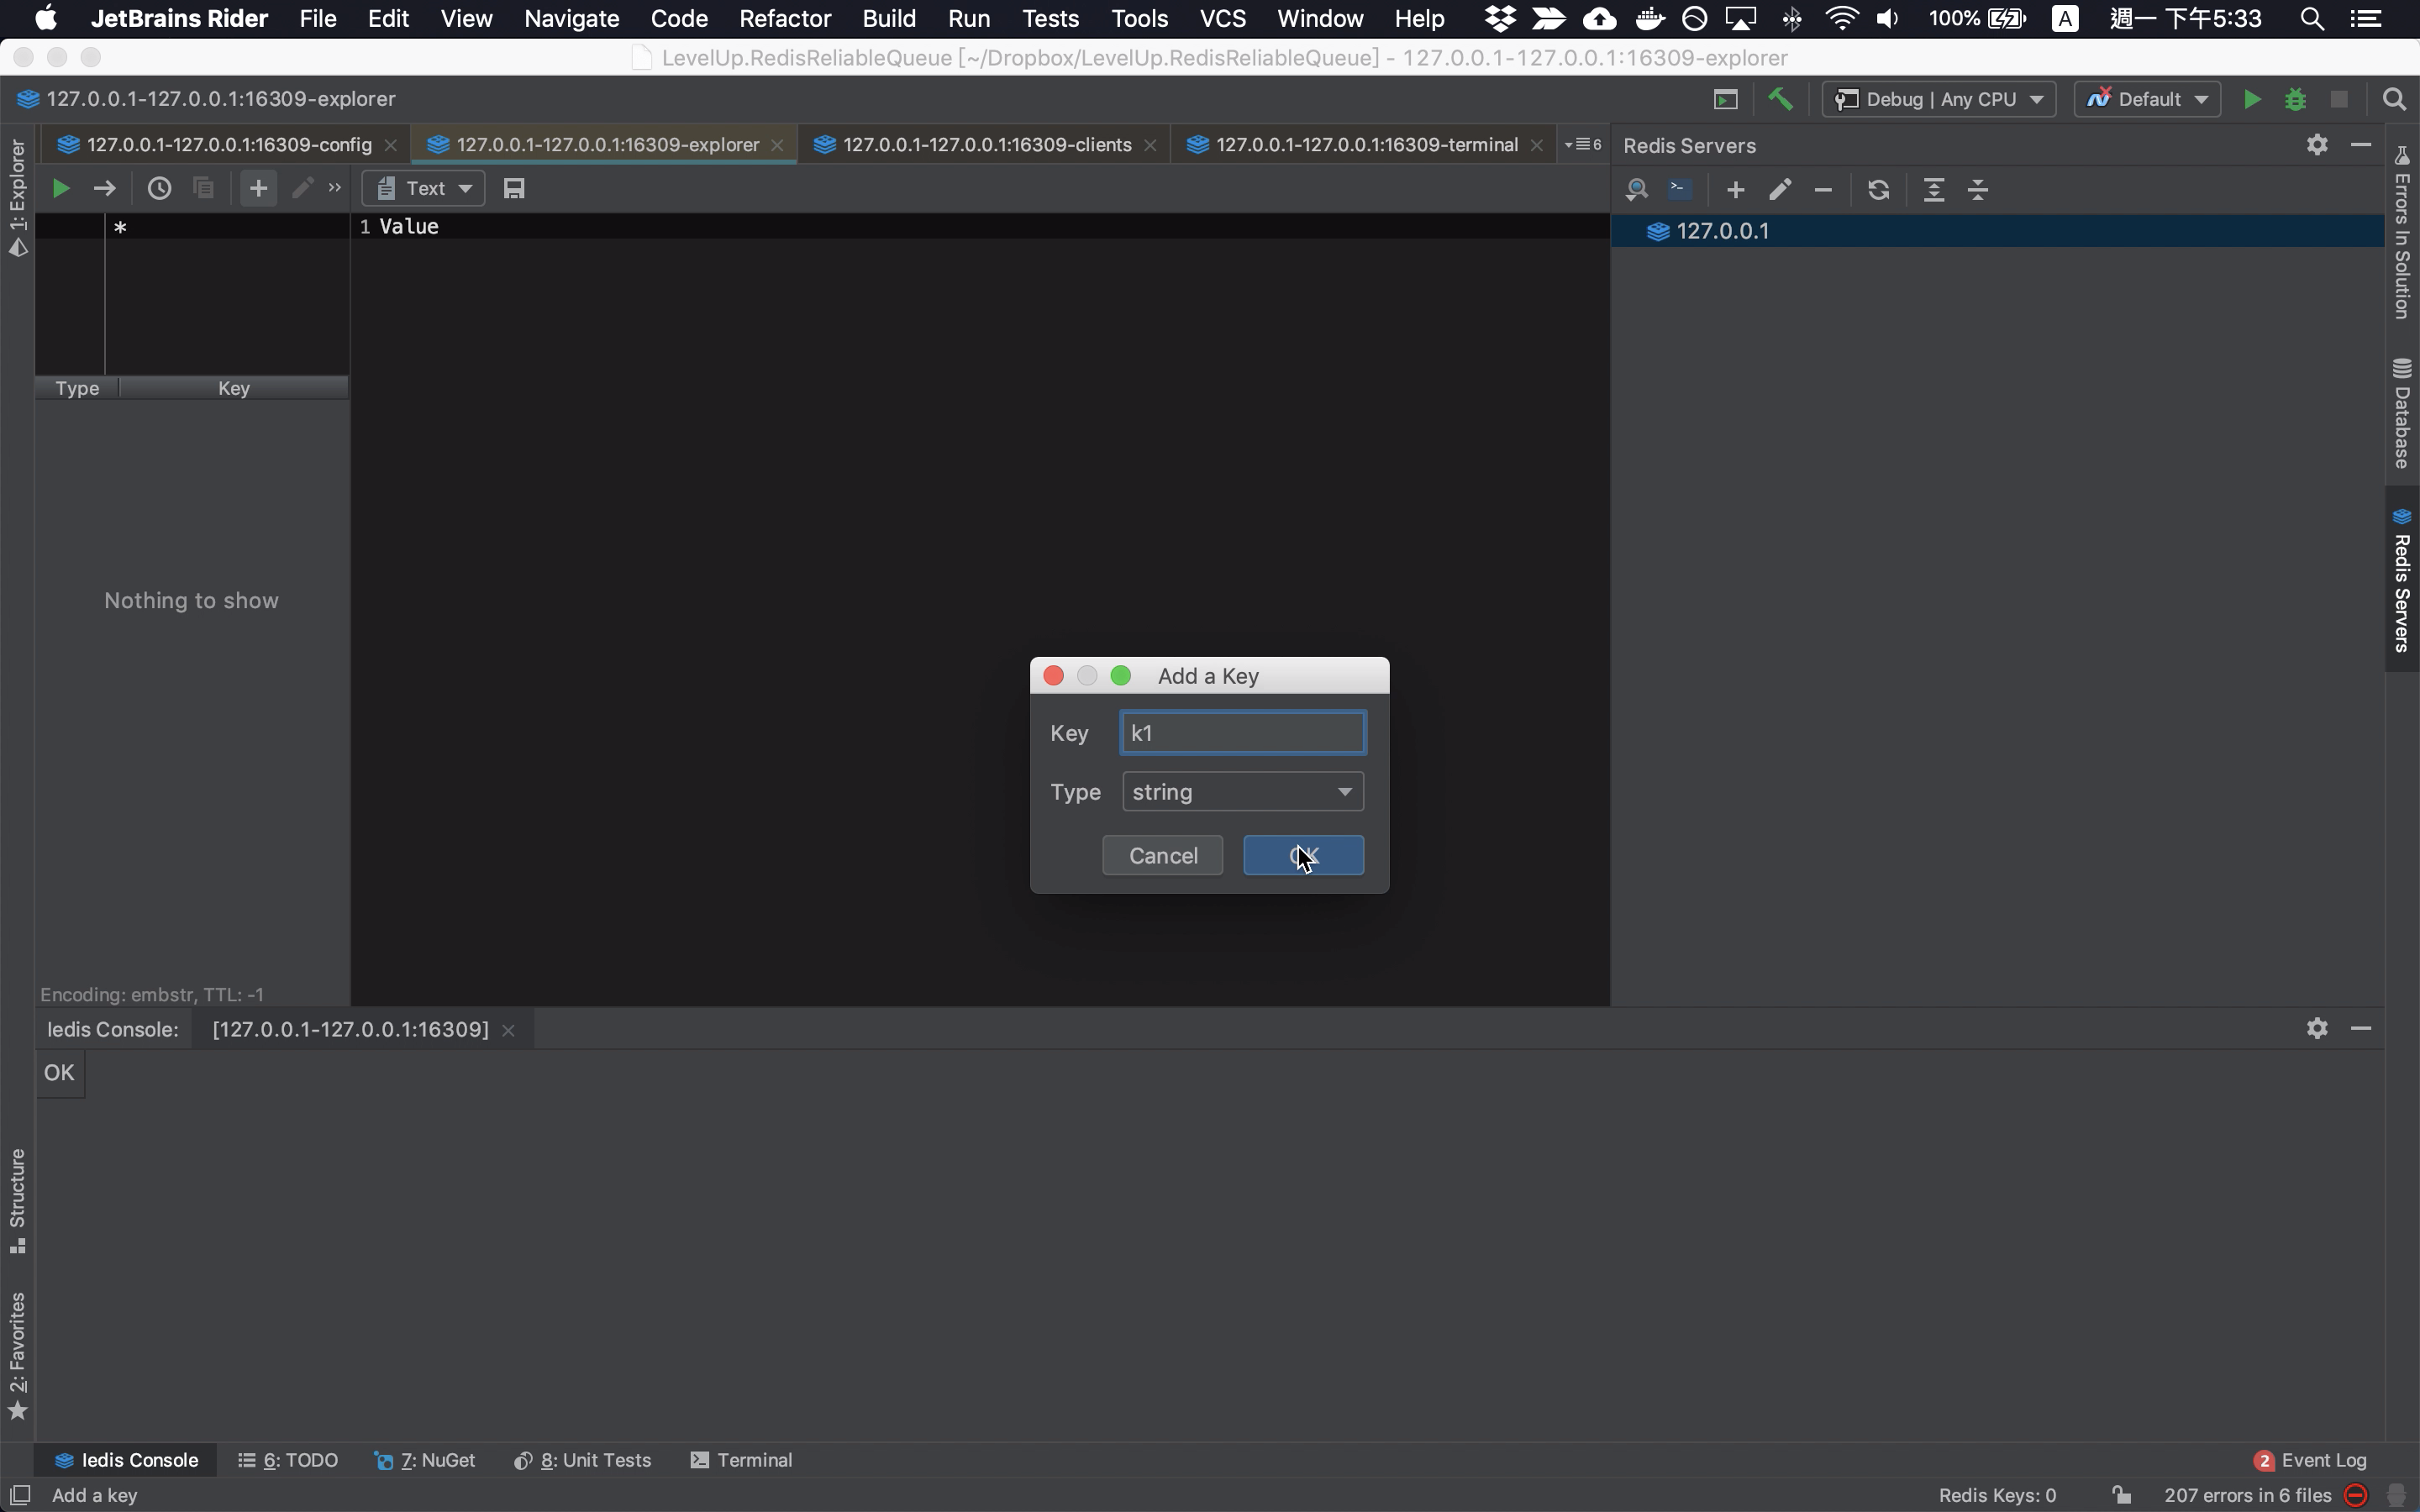 JetBrains Rider File Edit View Navigate Code Refactor Build Run Tests Tools VCS Window Help 100% A 週一 下午5:33
LevelUp.RedisReliableQueue [~/Dropbox/LevelUp.RedisReliableQueue] - 127.0.0.1-127.0.0.1:16309-explorer
127.0.0.1-127.0.0.1:16309-explorer Debug | Any CPU Default
127.0.0.1-127.0.0.1:16309-config 127.0.0.1-127.0.0.1:16309-explorer 127.0.0.1-127.0.0.1:16309-clients 127.0.0.1-127.0.0.1:16309-terminal 6 Redis Servers
Text
* 1 Value 127.0.0.1
Type Key
Nothing to show
Add a Key
Key k1
Type string
Cancel OK
Encoding: embstr, TTL: -1
Iedis Console: [127.0.0.1-127.0.0.1:16309]
OK
1: Explorer
Structure
2: Favorites
Errors In Solution
Database
Redis Servers
Iedis Console 6: TODO 7: NuGet 8: Unit Tests Terminal 2 Event Log
Add a key Redis Keys: 0 207 errors in 6 files